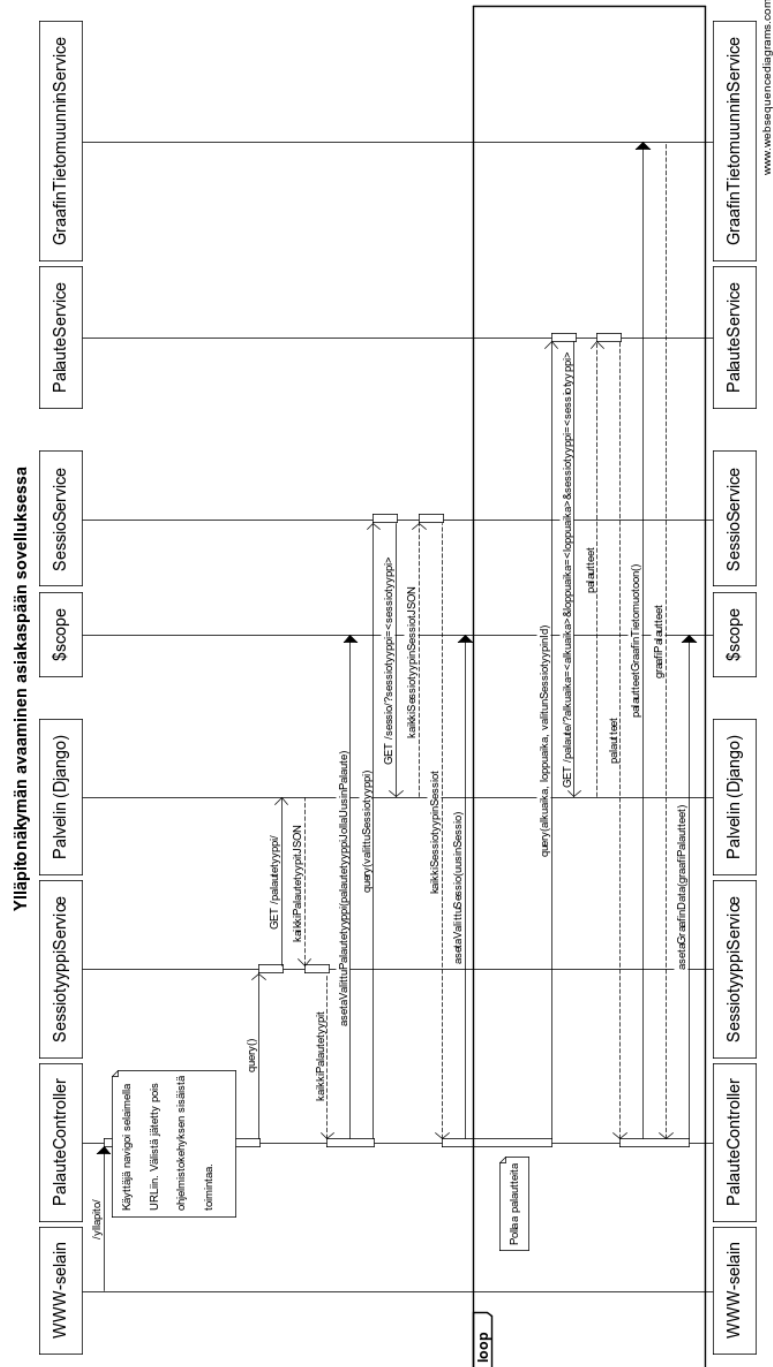 Ylläpitonäkymän avaaminen asiakaspään sovelluksessa
WWW-selain
PalauteController
SessiotyyppiService
Palvelin (Django)
$scope
SessioService
PalauteService
GraafinTietomuunninService
/yllapito/
Käyttäjä navigoi selaimella
URLiin. Välistä jätetty pois
ohjelmistokehyksen sisäistä
toimintaa.
query()
GET /palautetyyppi/
kaikkiPalautetyypitJSON
kaikkiPalautetyypit
asetaValittuPalautetyyppi(palautetyyppiJollaUusinPalaute)
query(valittuSessiotyyppi)
GET /sessio/?sessiotyyppi=<sessiotyyppi>
kaikkiSessiotyypinSessiotJSON
kaikkiSessiotyypinSessiot
asetaValittuSessio(uusinSessio)
loop
Pollaa palautteita
query(alkuaika, loppuaika, valitunSessiotyypinId)
GET /palaute/?alkuaika=<alkuaika>&loppuaika=<loppuaika>&sessiotyyppi=<sessiotyyppi>
palautteet
palautteet
palautteetGraafinTietomuotoon()
graafiPalautteet
asetaGraafinData(graafiPalautteet)
WWW-selain
PalauteController
SessiotyyppiService
Palvelin (Django)
$scope
SessioService
PalauteService
GraafinTietomuunninService
www.websequencediagrams.com